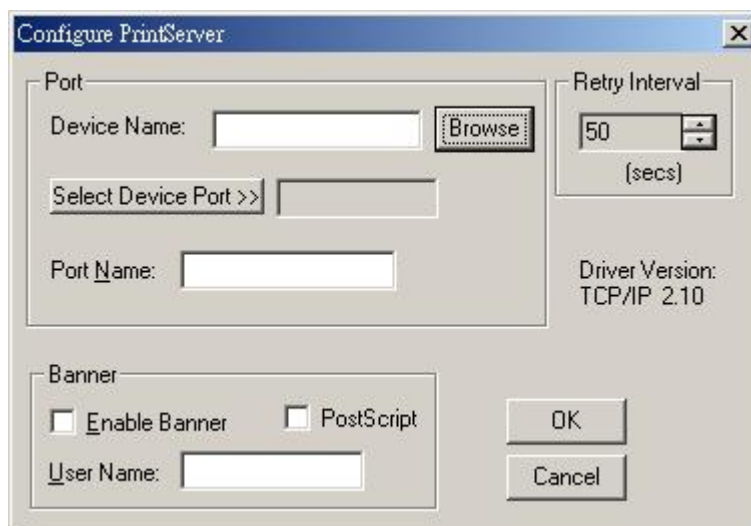 Configure PrintServer
Port
Device Name:
Browse
Select Device Port >>
Port Name:
Retry Interval
50
(secs)
Driver Version:
TCP/IP 2.10
Banner
Enable Banner
PostScript
User Name:
OK
Cancel